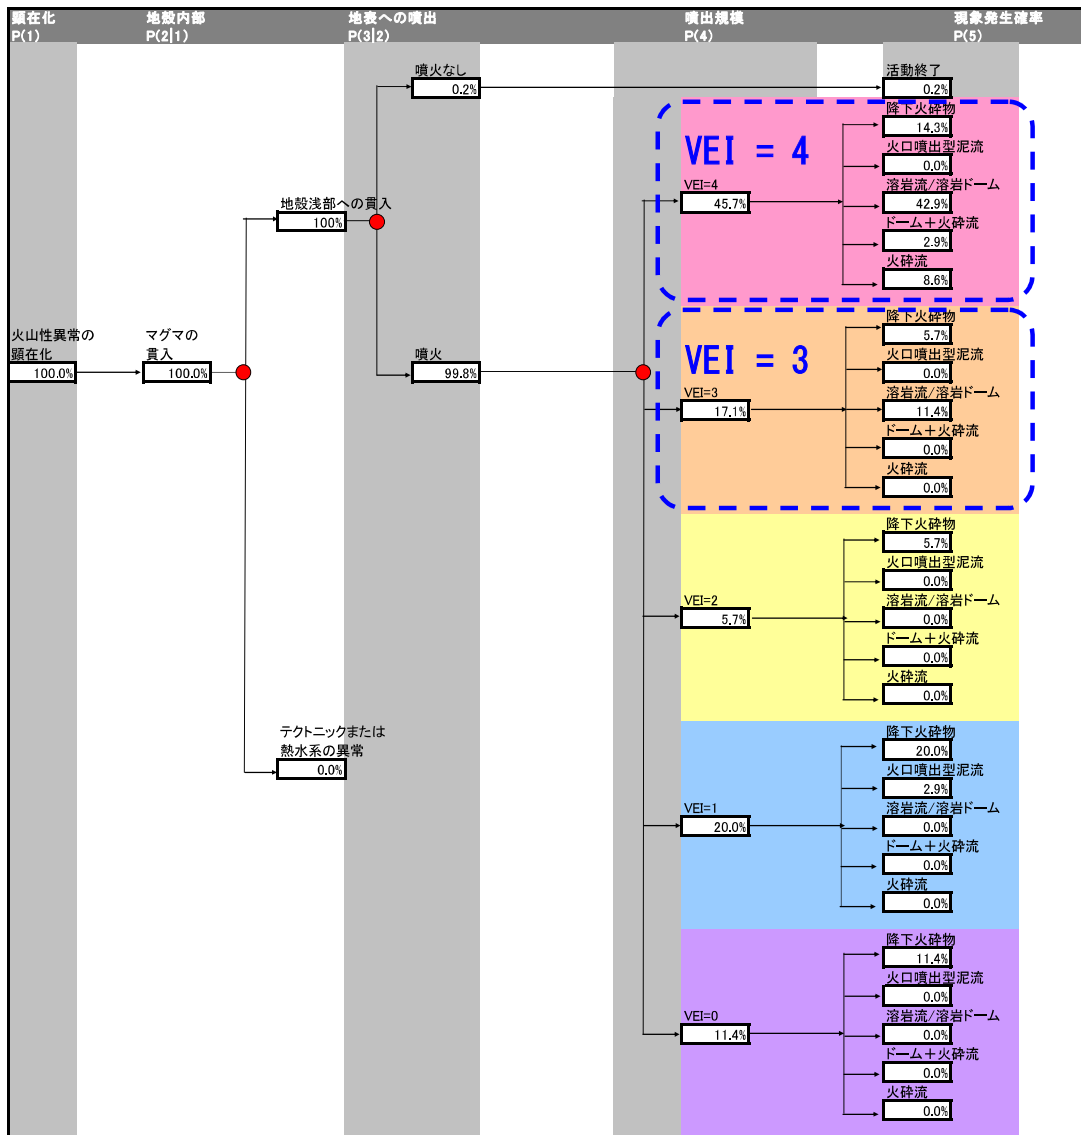 顕在化
P(1)
地殻内部
P(2|1)
地表への噴出
P(3|2)
噴出規模
P(4)
現象発生確率
P(5)
火山性異常の
顕在化
100.0%
マグマの
貫入
100.0%
地殻浅部への貫入
100%
テクトニックまたは
熱水系の異常
0.0%
噴火なし
0.2%
噴火
99.8%
活動終了
0.2%
VEI = 4
VEI=4
45.7%
降下火砕物
14.3%
火口噴出型泥流
0.0%
溶岩流/溶岩ドーム
42.9%
ドーム+火砕流
2.9%
火砕流
8.6%
VEI = 3
VEI=3
17.1%
降下火砕物
5.7%
火口噴出型泥流
0.0%
溶岩流/溶岩ドーム
11.4%
ドーム+火砕流
0.0%
火砕流
0.0%
VEI=2
5.7%
降下火砕物
5.7%
火口噴出型泥流
0.0%
溶岩流/溶岩ドーム
0.0%
ドーム+火砕流
0.0%
火砕流
0.0%
VEI=1
20.0%
降下火砕物
20.0%
火口噴出型泥流
2.9%
溶岩流/溶岩ドーム
0.0%
ドーム+火砕流
0.0%
火砕流
0.0%
VEI=0
11.4%
降下火砕物
11.4%
火口噴出型泥流
0.0%
溶岩流/溶岩ドーム
0.0%
ドーム+火砕流
0.0%
火砕流
0.0%